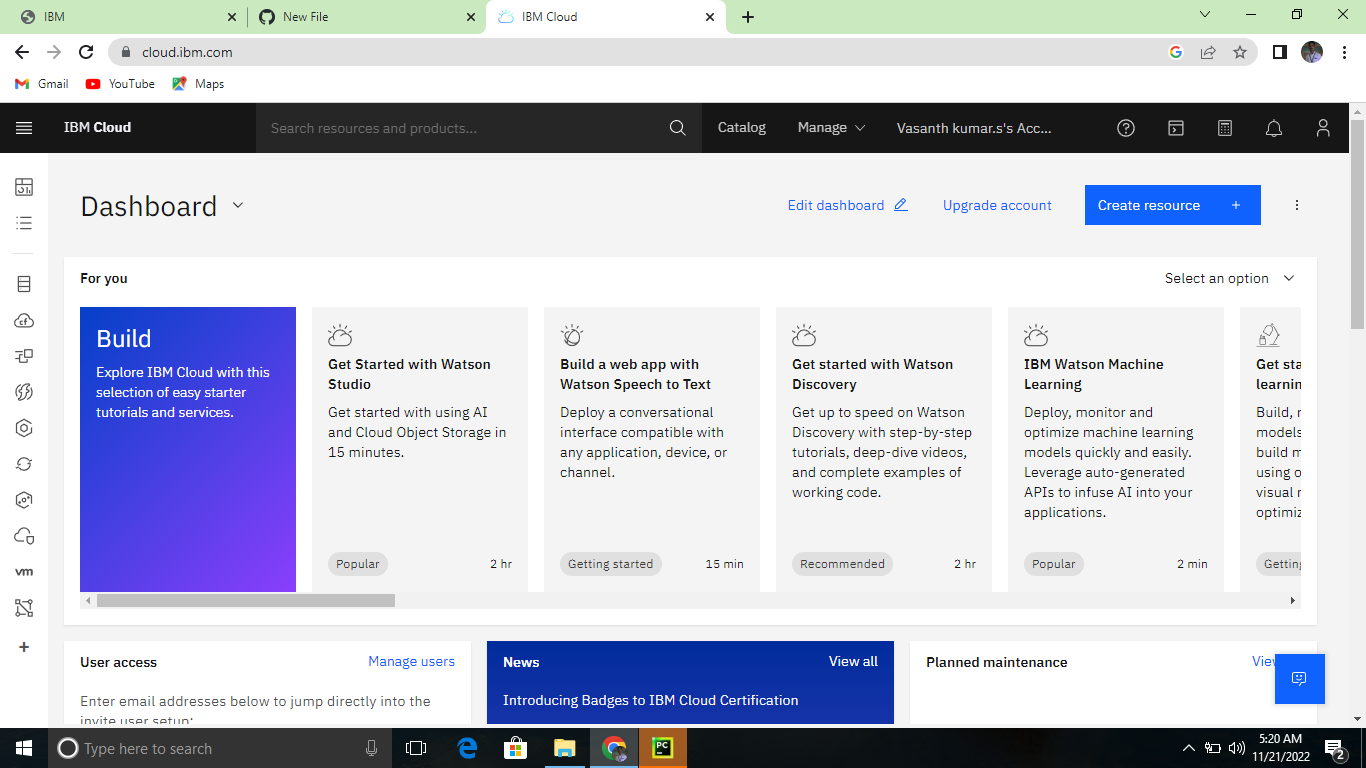 IBM
New File
IBM Cloud
cloud.ibm.com
Gmail
YouTube
Maps
IBM Cloud
Search resources and products...
Catalog
Manage
Vasanth kumar.s's Acc...
Dashboard
Edit dashboard
Upgrade account
Create resource +
For you
Select an option
Build
Explore IBM Cloud with this
selection of easy starter
tutorials and services.
Get Started with Watson
Studio
Get started with using AI
and Cloud Object Storage in
15 minutes.
Popular
2 hr
Build a web app with
Watson Speech to Text
Deploy a conversational
interface compatible with
any application, device, or
channel.
Getting started
15 min
Get started with Watson
Discovery
Get up to speed on Watson
Discovery with step-by-step
tutorials, deep-dive videos,
and complete examples of
working code.
Recommended
2 hr
IBM Watson Machine
Learning
Deploy, monitor and
optimize machine learning
models quickly and easily.
Leverage auto-generated
APIs to infuse AI into your
applications.
Popular
2 min
Get sta
learnin
Build, r
models
build m
using o
visual r
optimiz
Getting
vm
User access
Manage users
Enter email addresses below to jump directly into the
invite user setup:
News
View all
Introducing Badges to IBM Cloud Certification
Planned maintenance
View
Type here to search
PC
5:20 AM
11/21/2022
2